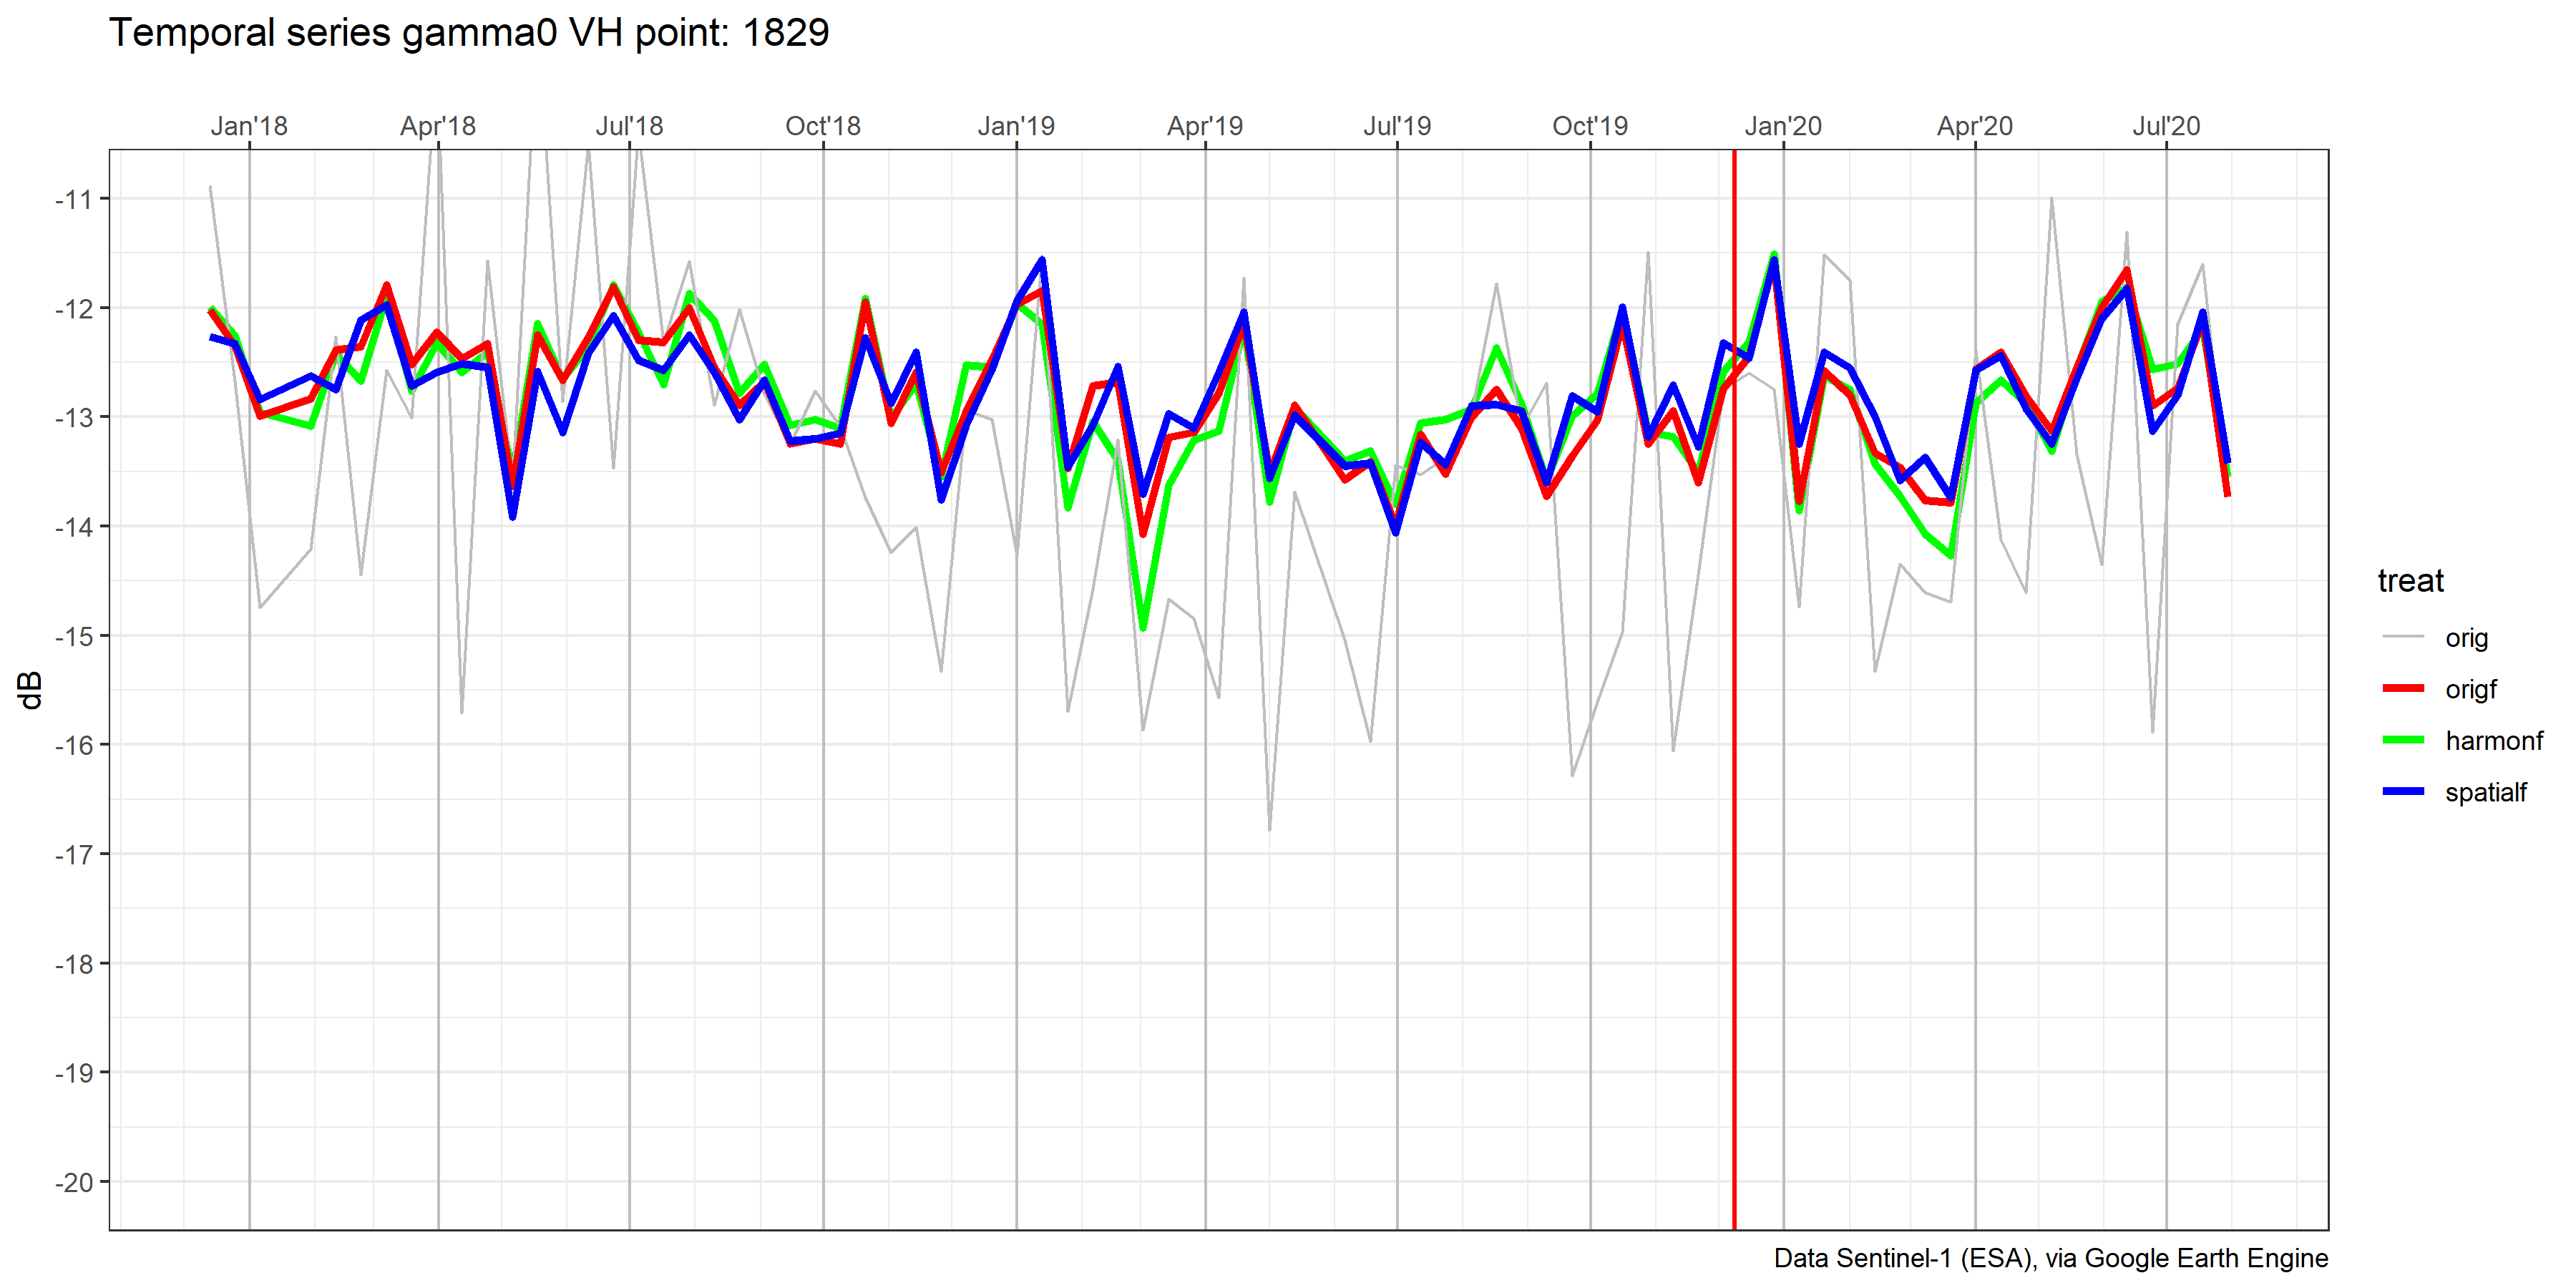 Temporal series gamma0 VH point: 1829
Jan'18 Apr'18 Jul'18 Oct'18 Jan'19 Apr'19 Jul'19 Oct'19 Jan'20 Apr'20 Jul'20
-11
-12
-13
-14
-15
-16
-17
-18
-19
-20
dB
treat
orig
origf
harmonf
spatialf
Data Sentinel-1 (ESA), via Google Earth Engine